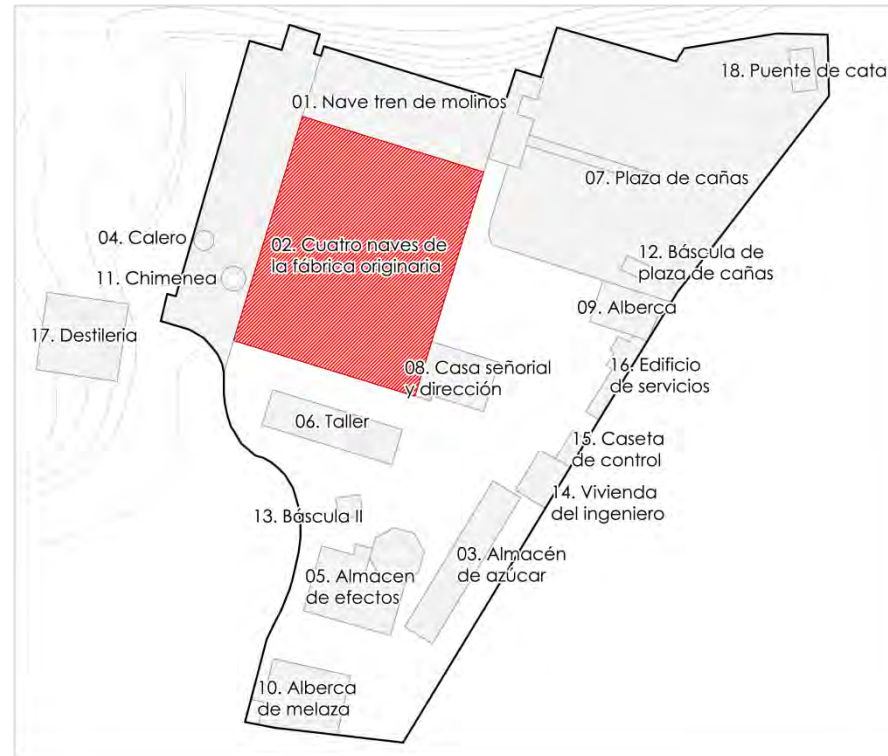 18. Puente de cata
01. Nave tren de molinos
07. Plaza de cañas
04. Calero
02. Cuatro naves de
la fábrica originaria
12. Báscula de
plaza de cañas
11. Chimenea
09. Alberca
17. Destileria
08. Casa señorial
y dirección
16. Edificio
de servicios
06. Taller
15. Caseta
de control
14. Vivienda
del ingeniero
13. Báscula II
03. Almacén
de azúcar
05. Almacen
de efectos
10. Alberca
de melaza